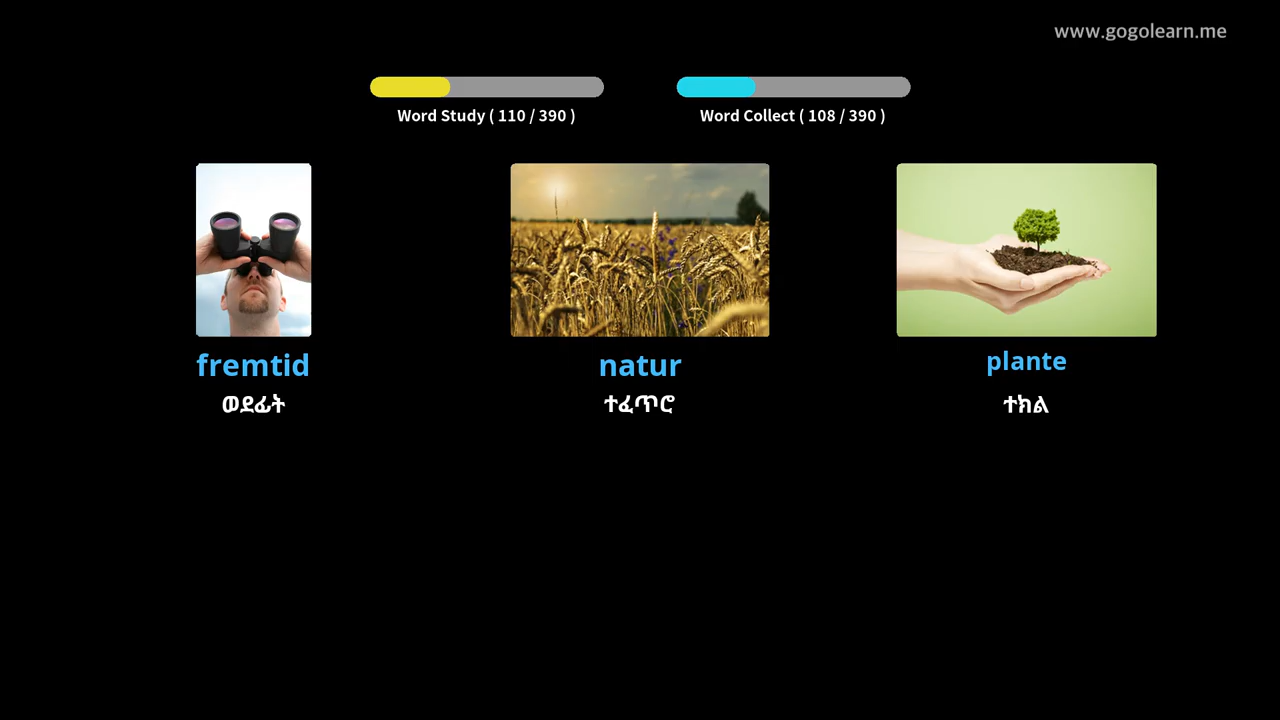 www.gogolearn.me
Word Study ( 110 / 390 )
Word Collect ( 108 / 390 )
fremtid
natur
plante
ወደፊት
ተፈጥሮ
ተክል